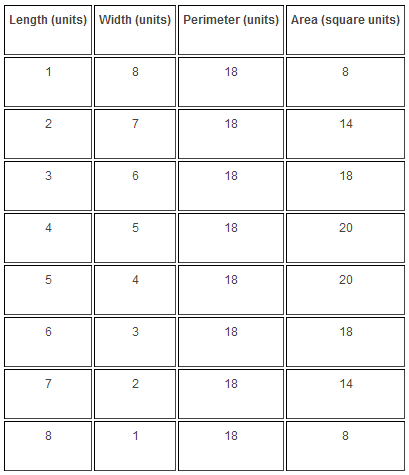 Length (units) Width (units) Perimeter (units) Area (square units)
1 8 18 8
2 7 18 14
3 6 18 18
4 5 18 20
5 4 18 20
6 3 18 18
7 2 18 14
8 1 18 8